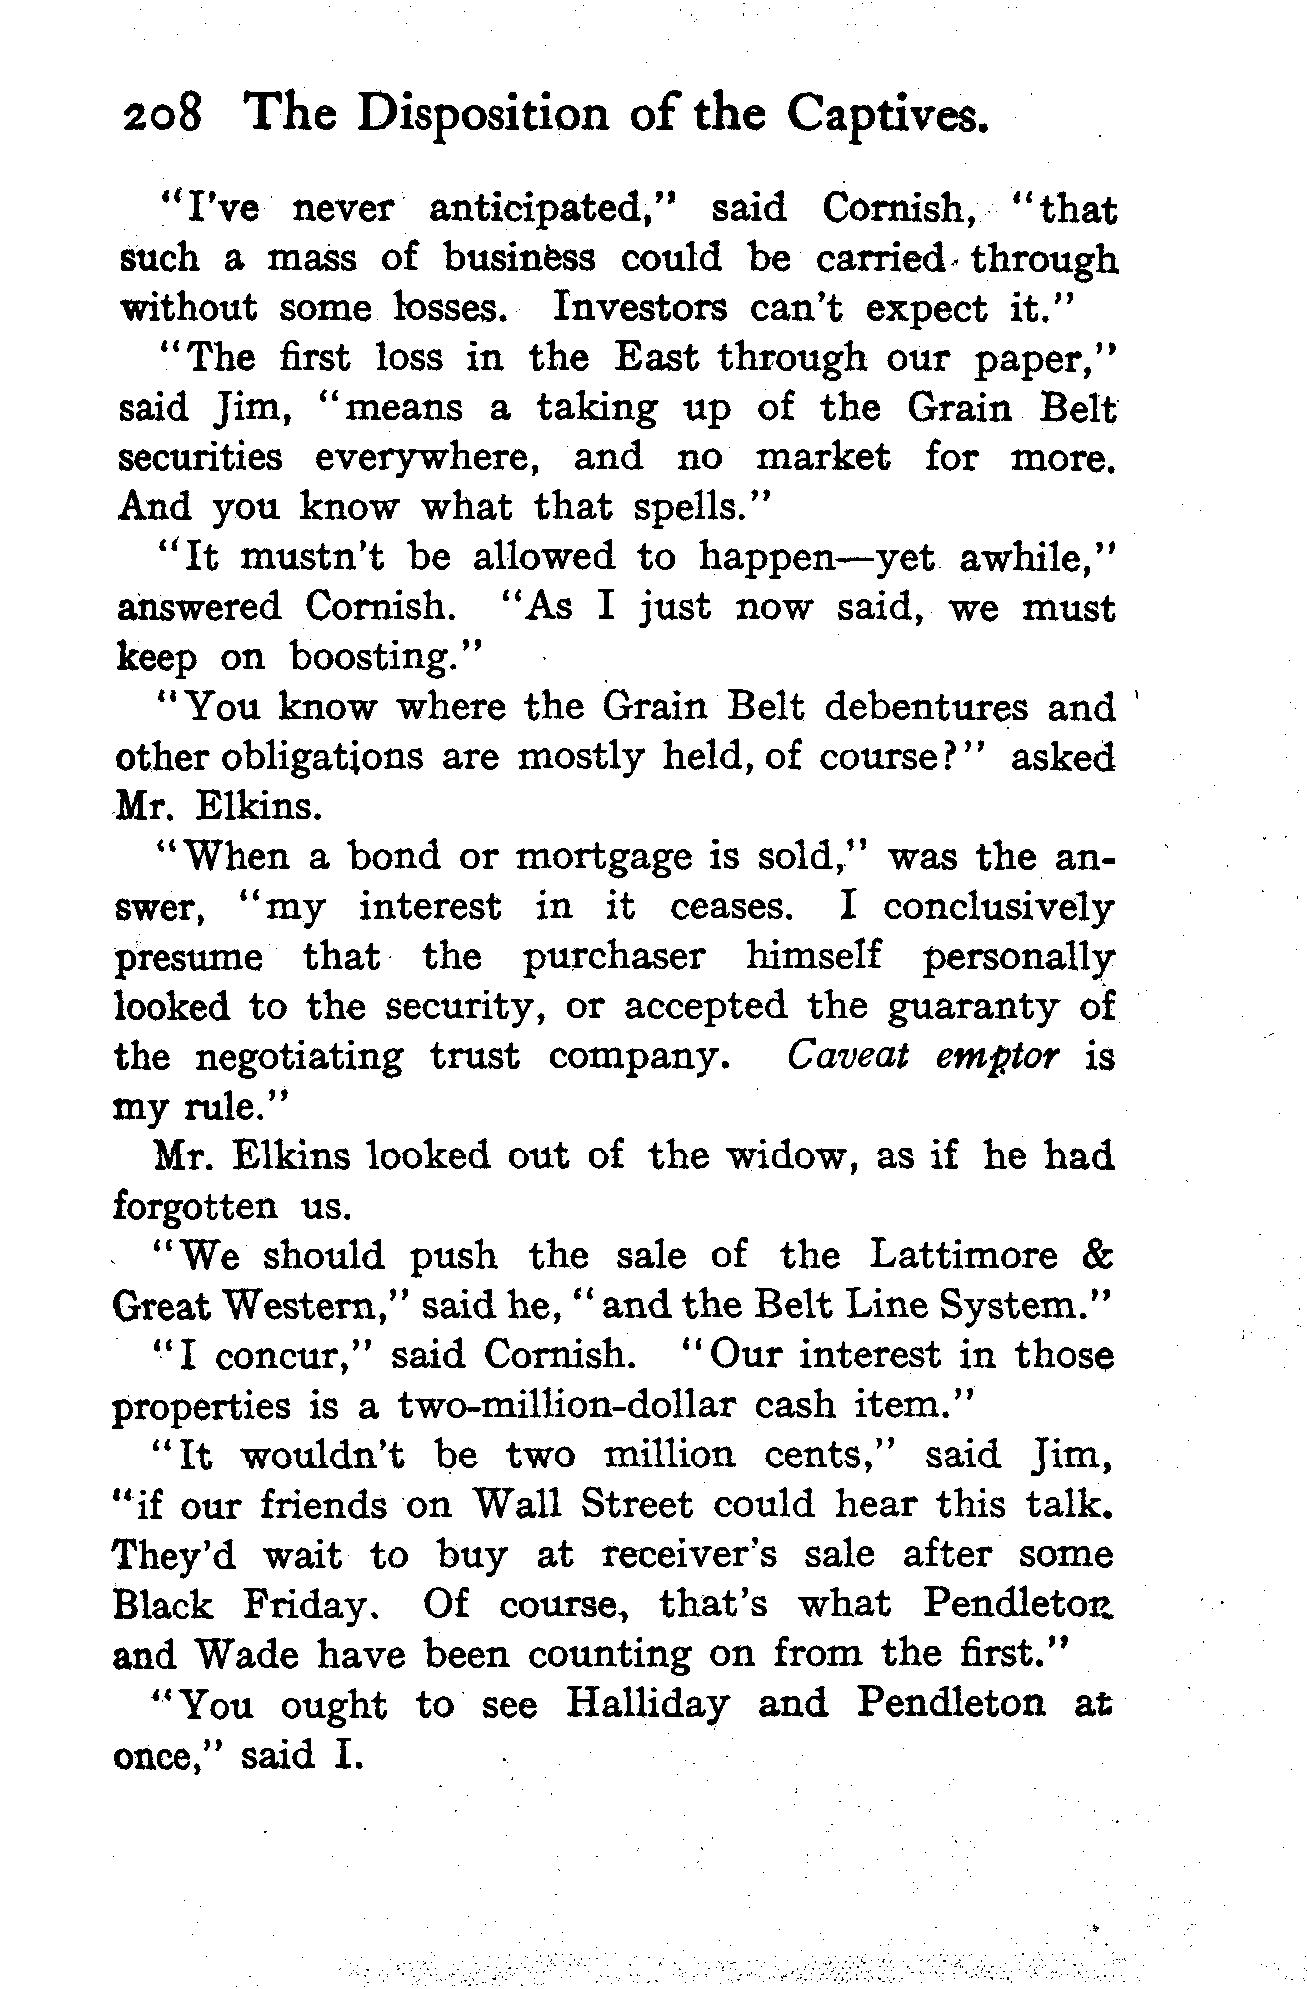 208 The Disposition of the Captives.
"I've never anticipated," said Cornish, "that
such a mass of business could be carried through
without some losses. Investors can't expect it."
"The first loss in the East through our paper,"
said Jim, "means a taking up of the Grain Belt
securities everywhere, and no market for more.
And you know what that spells."
"It mustn't be allowed to happen—yet awhile,"
answered Cornish. "As I just now said, we must
keep on boosting."
"You know where the Grain Belt debentures and
other obligations are mostly held, of course?" asked
Mr. Elkins.
"When a bond or mortgage is sold," was the an-
swer, "my interest in it ceases. I conclusively
presume that the purchaser himself personally
looked to the security, or accepted the guaranty of
the negotiating trust company. Caveat emptor is
my rule."
Mr. Elkins looked out of the widow, as if he had
forgotten us.
"We should push the sale of the Lattimore &
Great Western," said he, "and the Belt Line System."
"I concur," said Cornish. "Our interest in those
properties is a two-million-dollar cash item."
"It wouldn't be two million cents," said Jim,
"if our friends on Wall Street could hear this talk.
They'd wait to buy at receiver's sale after some
Black Friday. Of course, that's what Pendleton
and Wade have been counting on from the first."
"You ought to see Halliday and Pendleton at
once," said I.